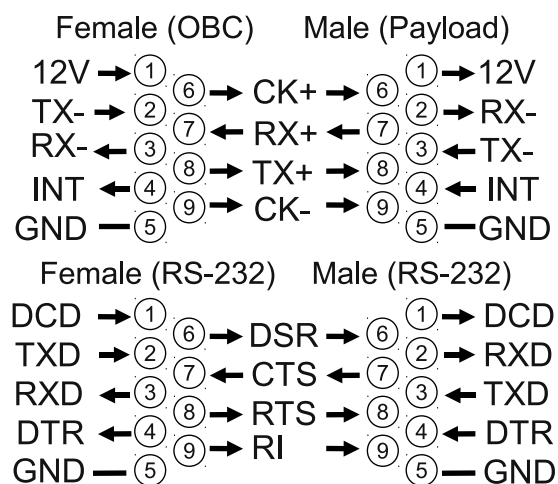 Female (OBC) Male (Payload)
12V 1 6 CK+ 6 1 12V
TX- 2 7 RX+ 7 2 RX-
RX- 3 8 TX+ 8 3 TX-
INT 4 9 CK- 9 4 INT
GND 5 5 GND
Female (RS-232) Male (RS-232)
DCD 1 6 DSR 6 1 DCD
TXD 2 7 CTS 7 2 RXD
RXD 3 8 RTS 8 3 TXD
DTR 4 9 RI 9 4 DTR
GND 5 5 GND